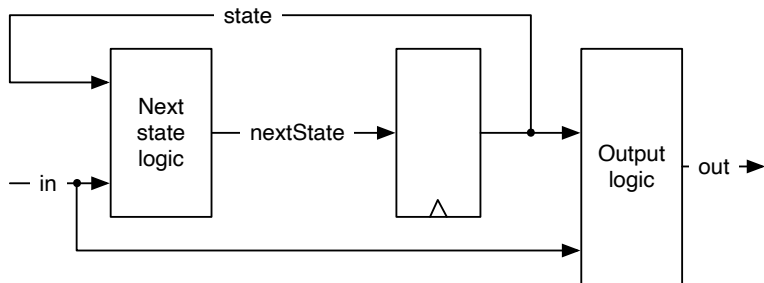 state
Next
state
logic
nextState
in
Output
logic
out